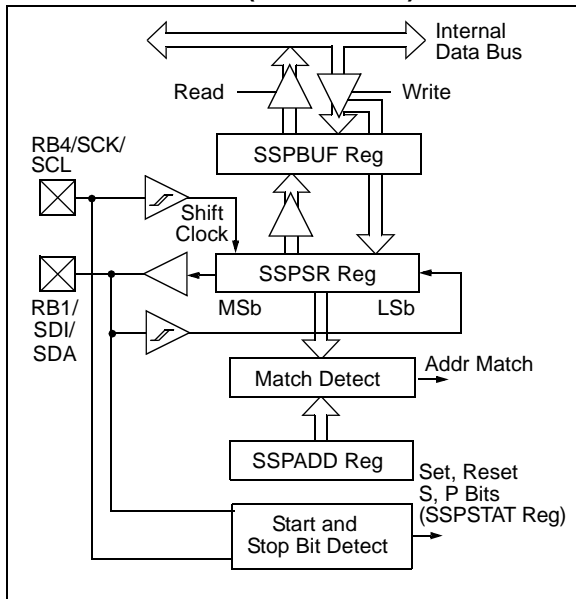 Internal
Data Bus
Read
Write
SSPBUF Reg
RB4/SCK/
SCL
Shift
Clock
SSPSR Reg
MSb
LSb
RB1/
SDI/
SDA
Match Detect
Addr Match
SSPADD Reg
Set, Reset
S, P Bits
(SSPSTAT Reg)
Start and
Stop Bit Detect